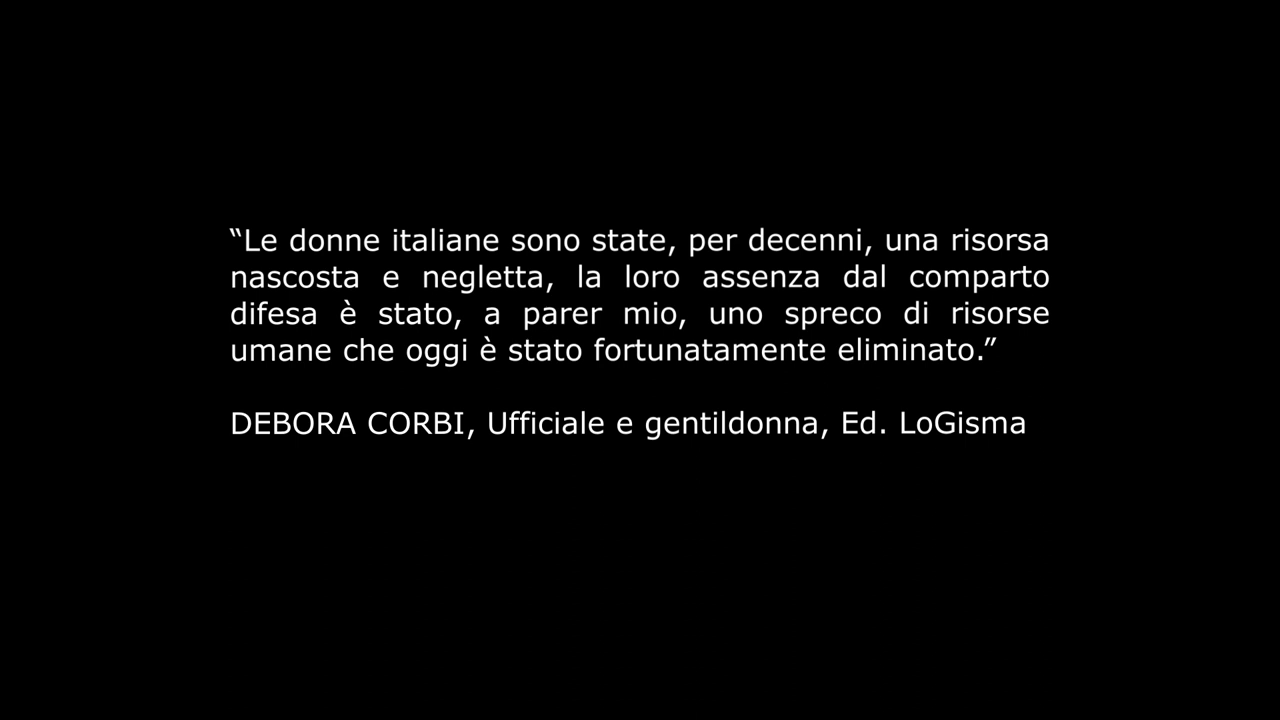 “Le donne italiane sono state, per decenni, una risorsa
nascosta e negletta, la loro assenza dal comparto
difesa è stato, a parer mio, uno spreco di risorse
umane che oggi è stato fortunatamente eliminato.”
DEBORA CORBI, Ufficiale e gentildonna, Ed. LoGisma